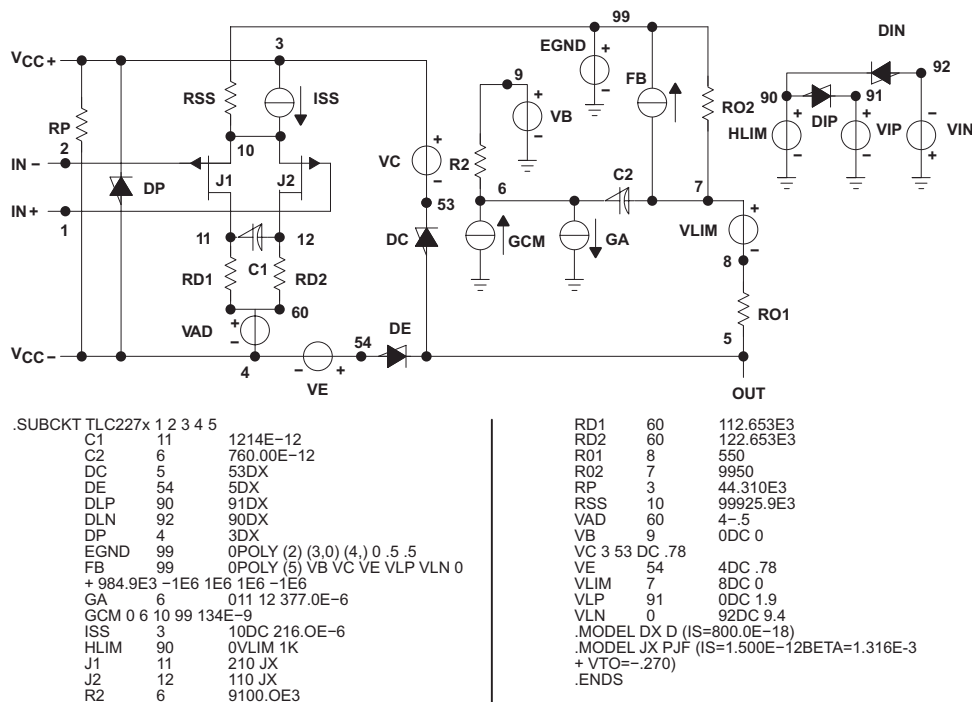 99
3
DIN
VCC+
EGND
+
FB
92
9
RSS
ISS
VB
RO2
90
91
RP
10
HLIM
DIP
VIP
VIN
2
IN −
VC
R2
J1
J2
DP
6
C2
7
IN+
1
53
11
12
C1
GCM
GA
VLIM
DC
8
RD1
RD2
60
RO1
VAD
54
DE
5
VCC−
4
VE
OUT
.SUBCKT TLC227x 1 2 3 4 5
C1 11 1214E−12
C2 6 760.00E−12
DC 5 53DX
DE 54 5DX
DLP 90 91DX
DLN 92 90DX
DP 4 3DX
EGND 99 0POLY (2) (3,0) (4,) 0 .5 .5
FB 99 0POLY (5) VB VC VE VLP VLN 0
+ 984.9E3 −1E6 1E6 1E6 −1E6
GA 6 011 12 377.0E−6
GCM 0 6 10 99 134E−9
ISS 3 10DC 216.OE−6
HLIM 90 0VLIM 1K
J1 11 210 JX
J2 12 110 JX
R2 6 9100.OE3
RD1 60 112.653E3
RD2 60 122.653E3
R01 8 550
R02 7 9950
RP 3 44.310E3
RSS 10 99925.9E3
VAD 60 4−.5
VB 9 0DC 0
VC 3 53 DC .78
VE 54 4DC .78
VLIM 7 8DC 0
VLP 91 0DC 1.9
VLN 0 92DC 9.4
.MODEL DX D (IS=800.0E−18)
.MODEL JX PJF (IS=1.500E−12BETA=1.316E-3
+ VTO=−.270)
.ENDS